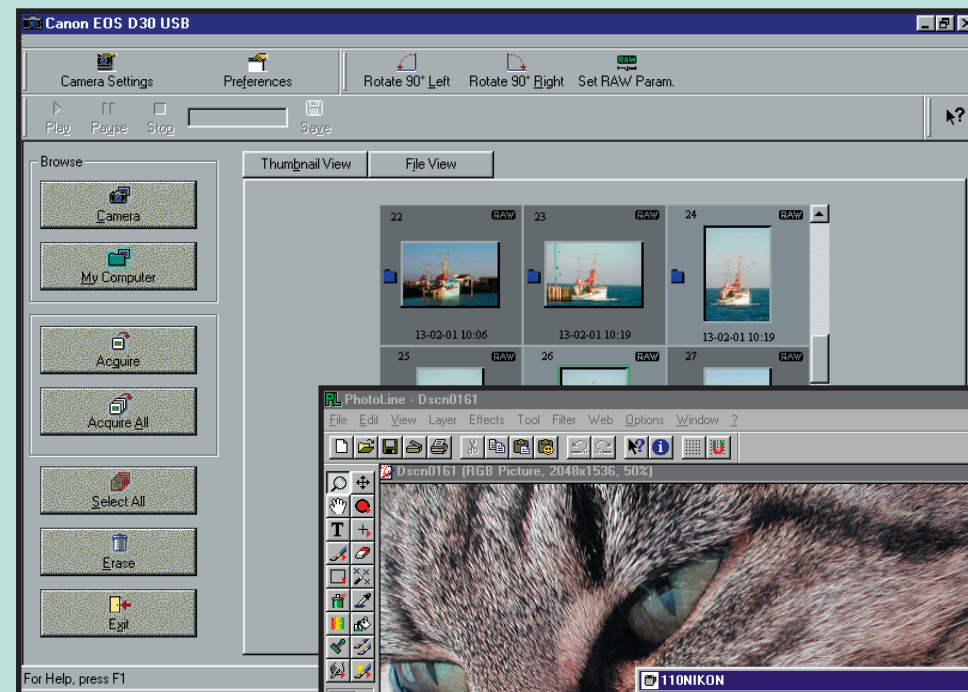 Canon EOS D30 USB
Camera Settings Preferences Rotate 90° Left Rotate 90° Right Set RAW Param.
Play Pause Stop Save
Browse
Camera
My Computer
Acquire
Acquire All
Select All
Erase
Exit
Thumbnail View File View
22 RAW 23 RAW 24 RAW
13-02-01 10:06 13-02-01 10:19 13-02-01 10:19
25 RAW 26 RAW 27 RAW
PL PhotoLine - Dscn0161
File Edit View Layer Effects Tool Filter Web Options Window ?
Dscn0161 (RGB Picture, 2048x1536, 50%)
T
110NIKON
For Help, press F1